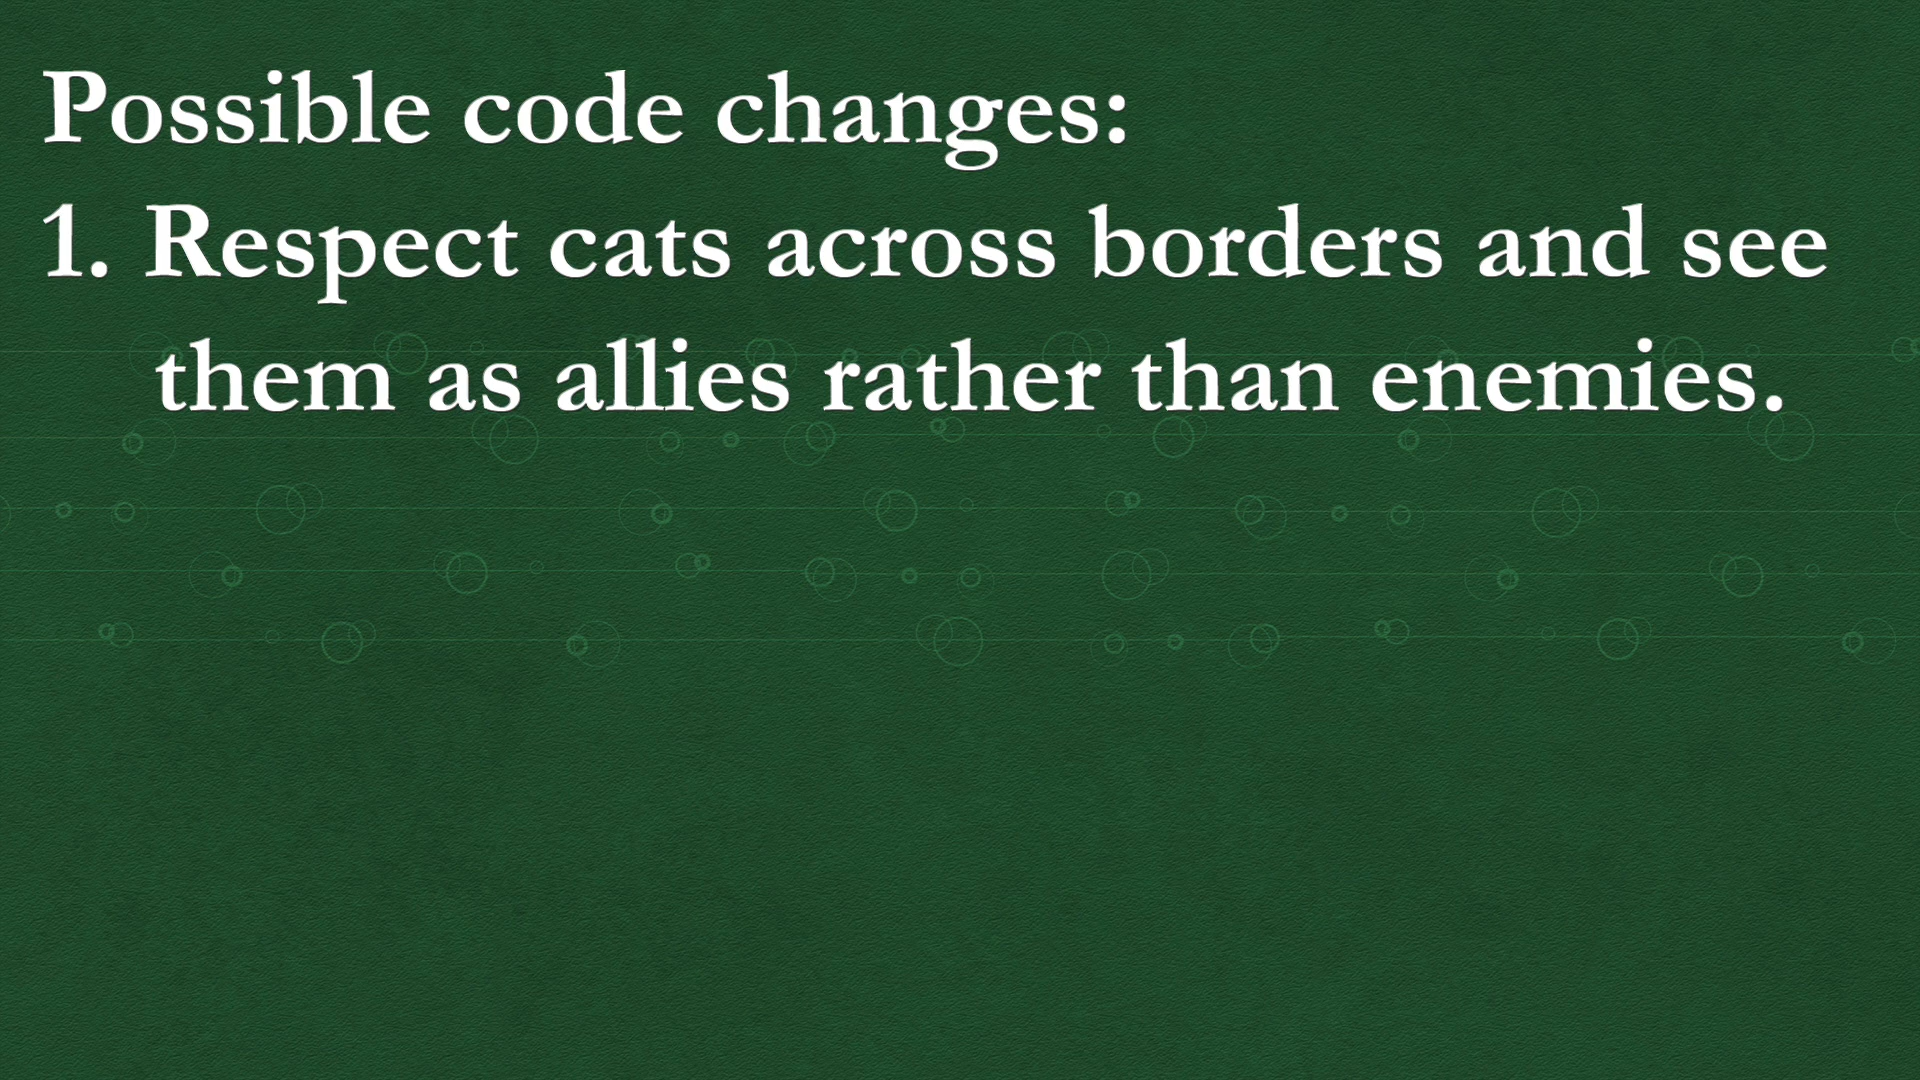 Possible code changes:
1. Respect cats across borders and see
them as allies rather than enemies.